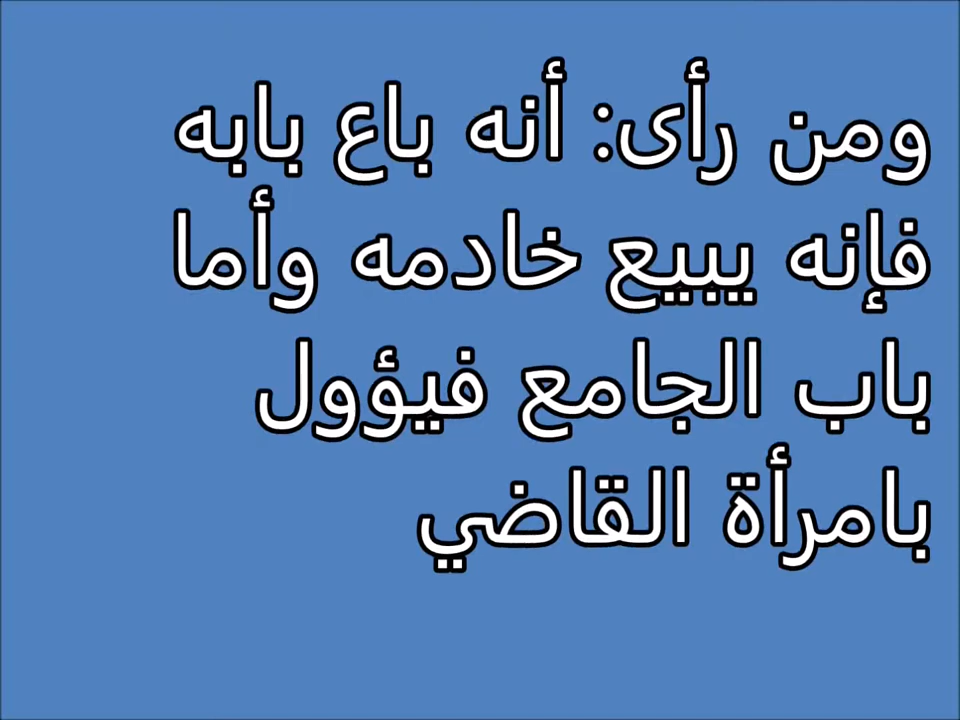 ومن رأى: أنه باع بابه
فإنه يبيع خادمه وأما
باب الجامع فيؤول
بامرأة القاضي